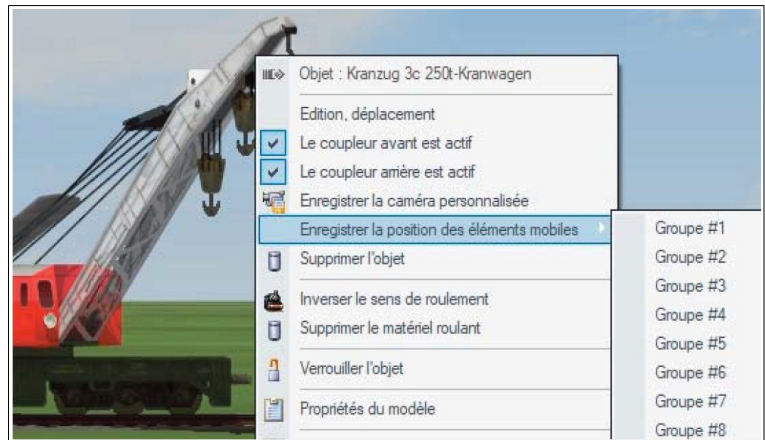 Objet : Kranzug 3c 250t-Kranwagen
Edition, déplacement
Le coupleur avant est actif
Le coupleur arrière est actif
Enregistrer la caméra personnalisée
Enregistrer la position des éléments mobiles
Supprimer l'objet
Inverser le sens de roulement
Supprimer le matériel roulant
Verrouiller l'objet
Propriétés du modèle
Groupe #1
Groupe #2
Groupe #3
Groupe #4
Groupe #5
Groupe #6
Groupe #7
Groupe #8